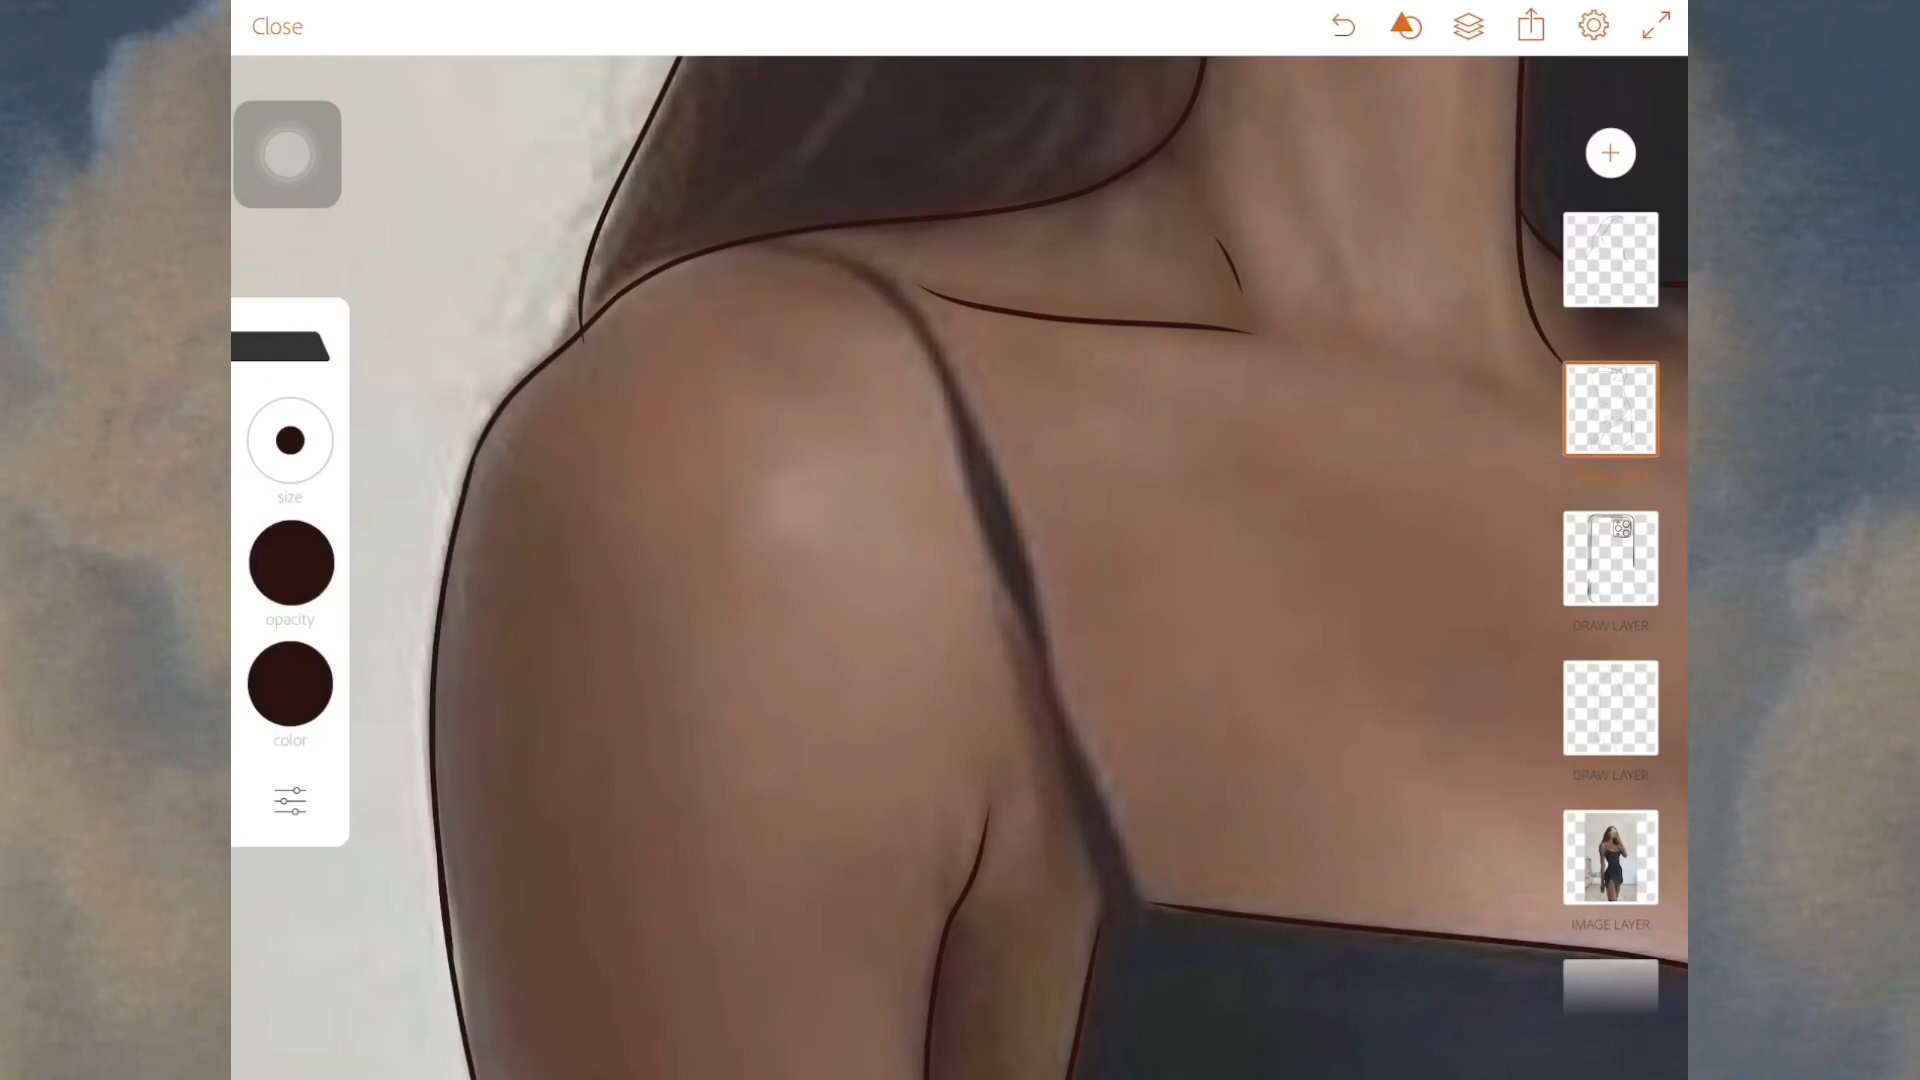 Close
size
opacity
color
DRAW LAYER
DRAW LAYER
IMAGE LAYER